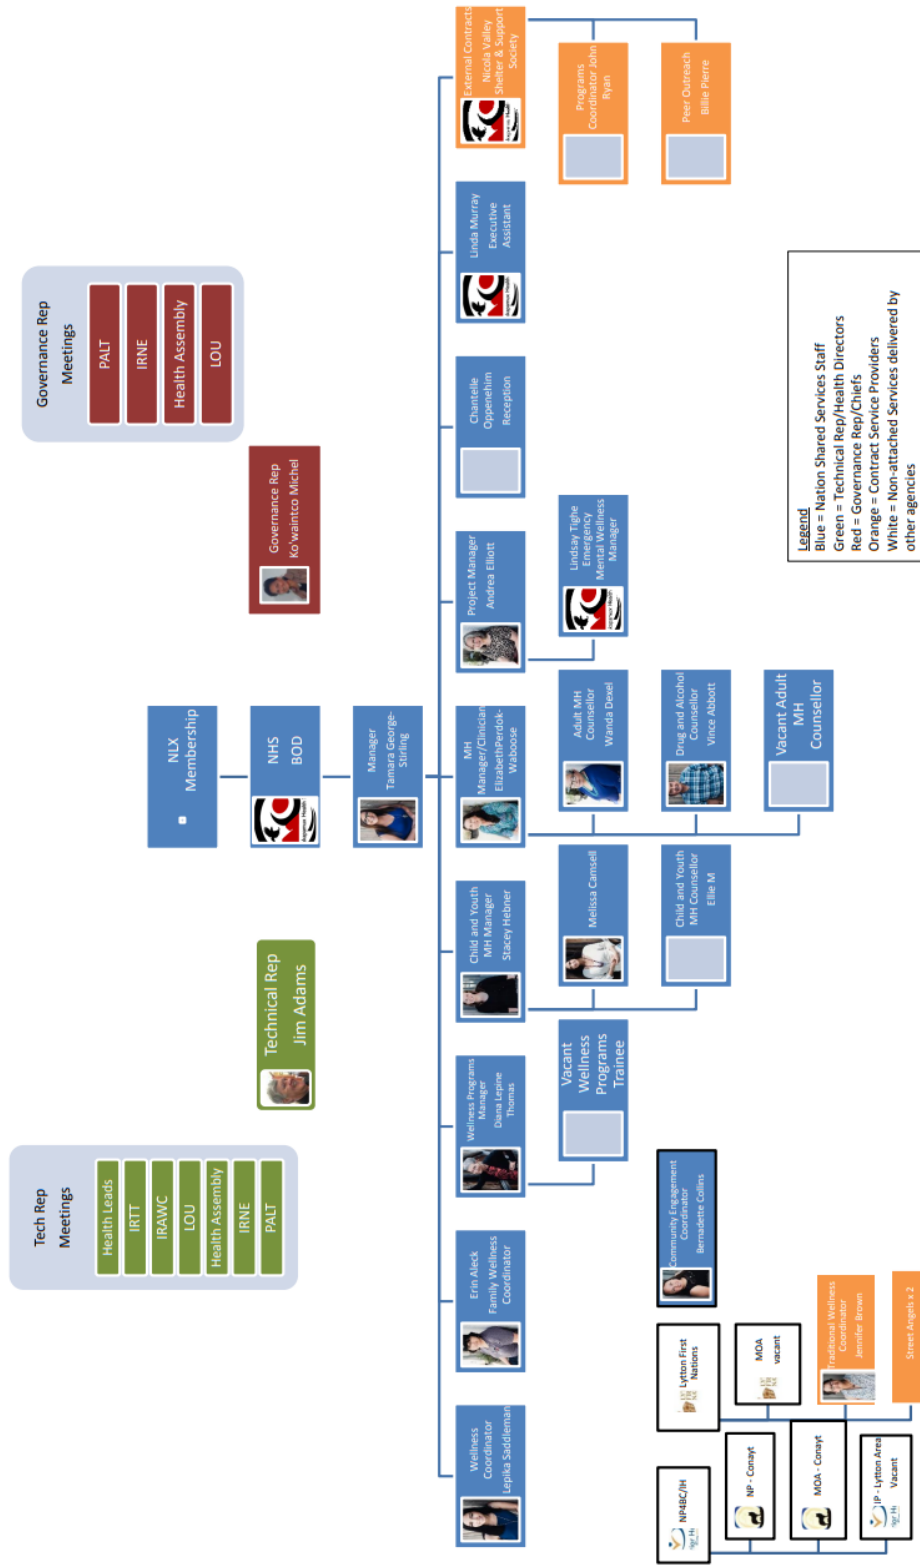 Tech Rep
Meetings
Health Leads
IRTT
IRAWC
LOU
Health Assembly
IRNE
PALT
Technical Rep
Jim Adams
NLX
Membership
NHS
BOD
Manager
Tamara George-
Stirling
Governance Rep
Ko'waintco Michel
Governance Rep
Meetings
PALT
IRNE
Health Assembly
LOU
Wellness
Coordinator
Lepika Saddleman
Erin Aleck
Family Wellness
Coordinator
Wellness Programs
Manager
Diana Lepine
Thomas
Vacant
Wellness
Programs
Trainee
Child and Youth
MH Manager
Stacey Hebner
Melissa Camsell
Child and Youth
MH Counsellor
Ellie M
MH
Manager/Clinician
ElizabethPerdok-
Waboose
Adult MH
Counsellor
Wanda Dexel
Drug and Alcohol
Counsellor
Vince Abbott
Vacant Adult
MH
Counsellor
Project Manager
Andrea Elliott
Lindsay Tighe
Emergency
Mental Wellness
Manager
Chantelle
Oppenehim
Reception
Linda Murray
Executive
Assistant
External Contracts
Nicola Valley
Shelter & Support
Society
Programs
Coordinator John
Ryan
Peer Outreach
Billie Pierre
NP4BC/IH
NP - Conayt
MOA - Conayt
IP - Lytton Area
Vacant
Lytton First
Nations
MOA
vacant
Traditional Wellness
Coordinator
Jennifer Brown
Street Angels x 2
Community Engagement
Coordinator
Bernadette Collins
Legend
Blue = Nation Shared Services Staff
Green = Technical Rep/Health Directors
Red = Governance Rep/Chiefs
Orange = Contract Service Providers
White = Non-attached Services delivered by
other agencies